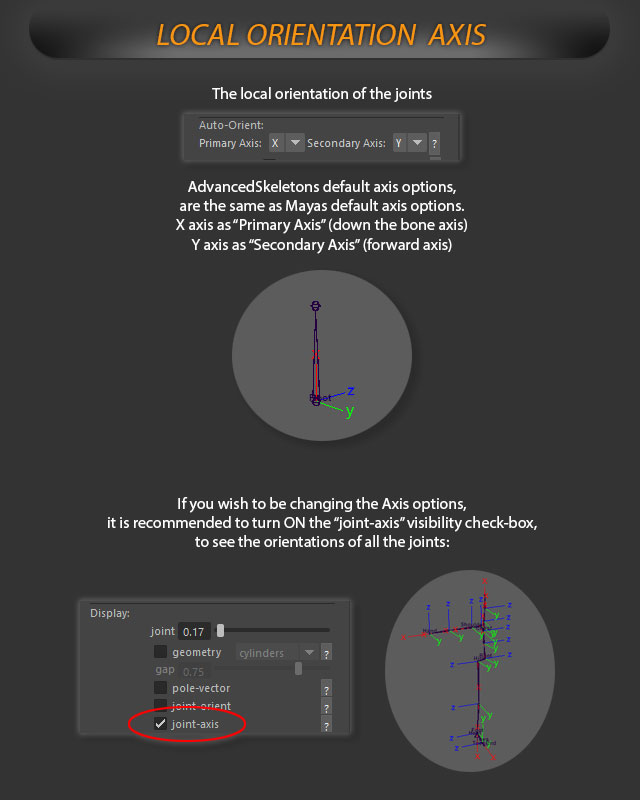 LOCAL ORIENTATION AXIS
The local orientation of the joints
Auto-Orient:
Primary Axis: X Secondary Axis: Y ?
AdvancedSkeletons default axis options,
are the same as Mayas default axis options.
X axis as “Primary Axis” (down the bone axis)
Y axis as “Secondary Axis” (forward axis)
z
y
If you wish to be changing the Axis options,
it is recommended to turn ON the “joint-axis” visibility check-box,
to see the orientations of all the joints:
Display:
joint 0.17
geometry cylinders ?
gap 0.75
pole-vector ?
joint-orient ?
joint-axis ?